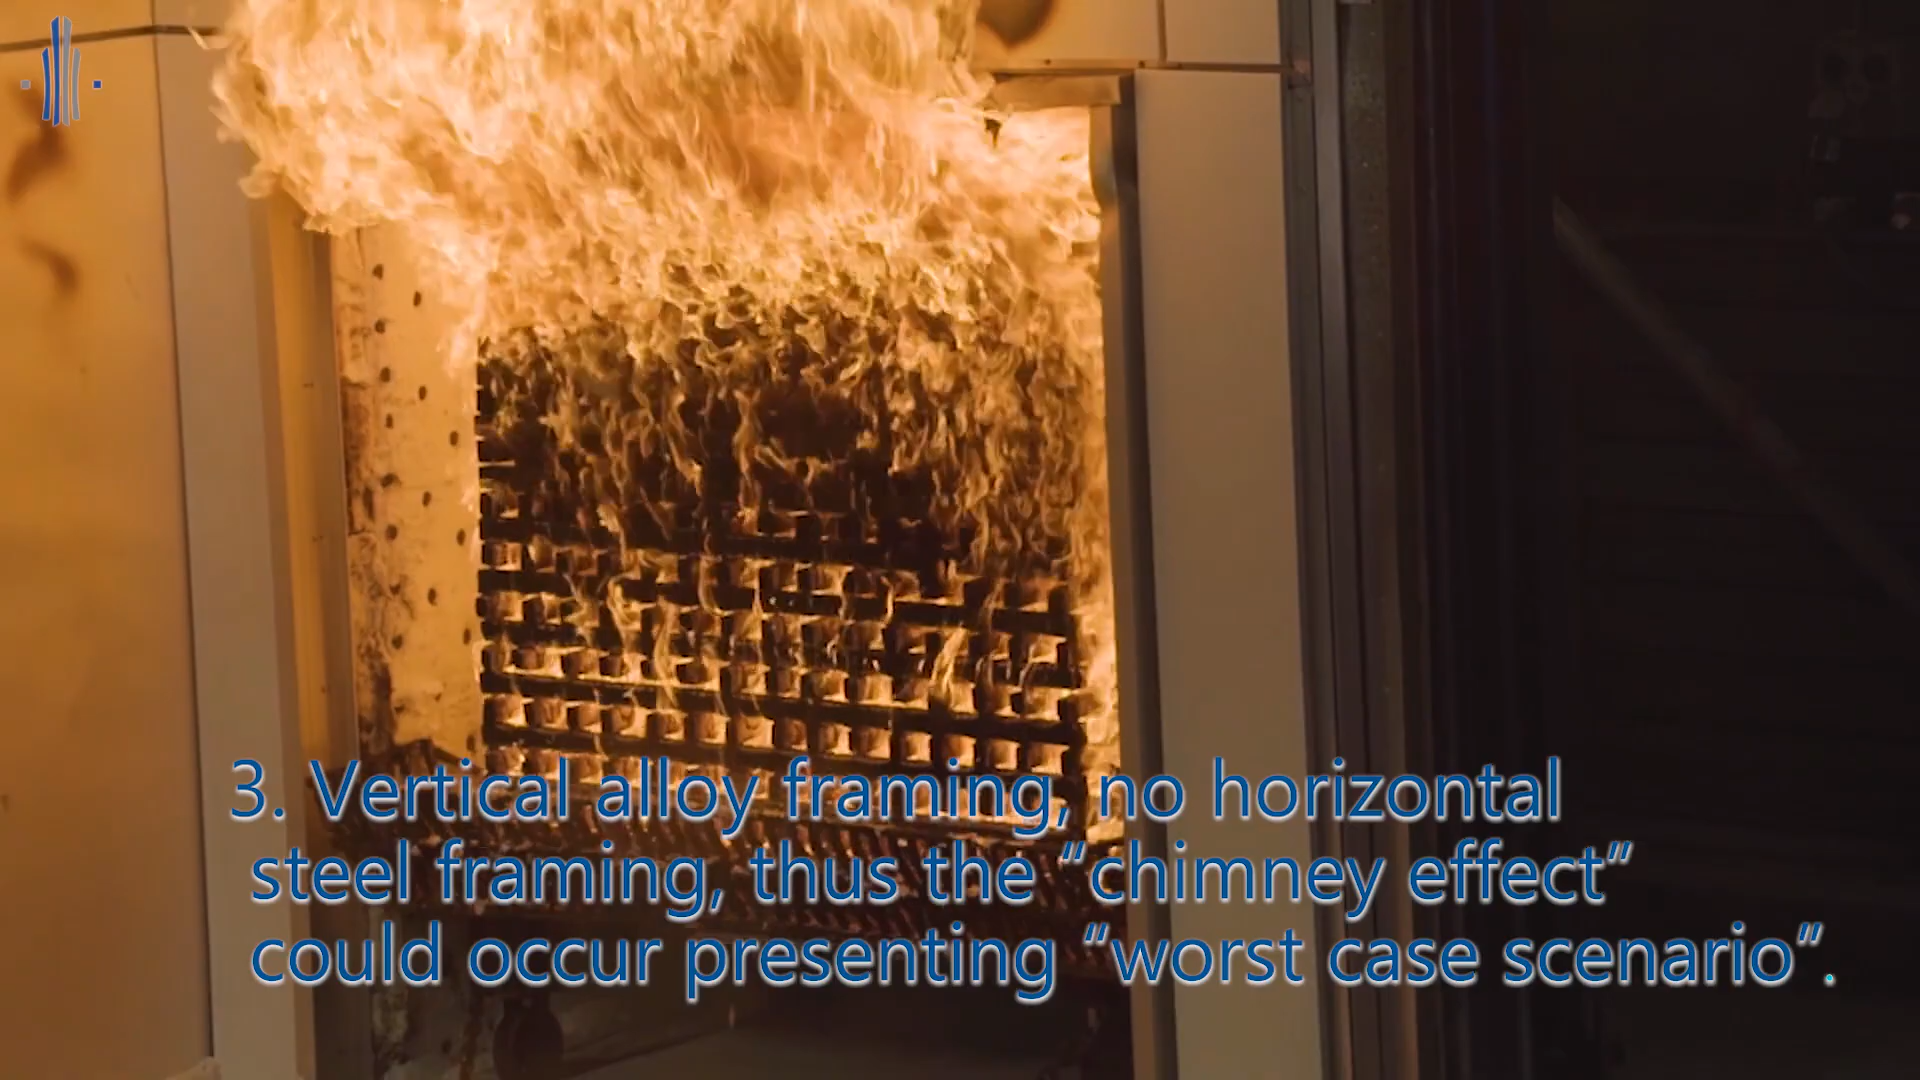 3. Vertical alloy framing, no horizontal
steel framing, thus the “chimney effect”
could occur presenting “worst case scenario”.